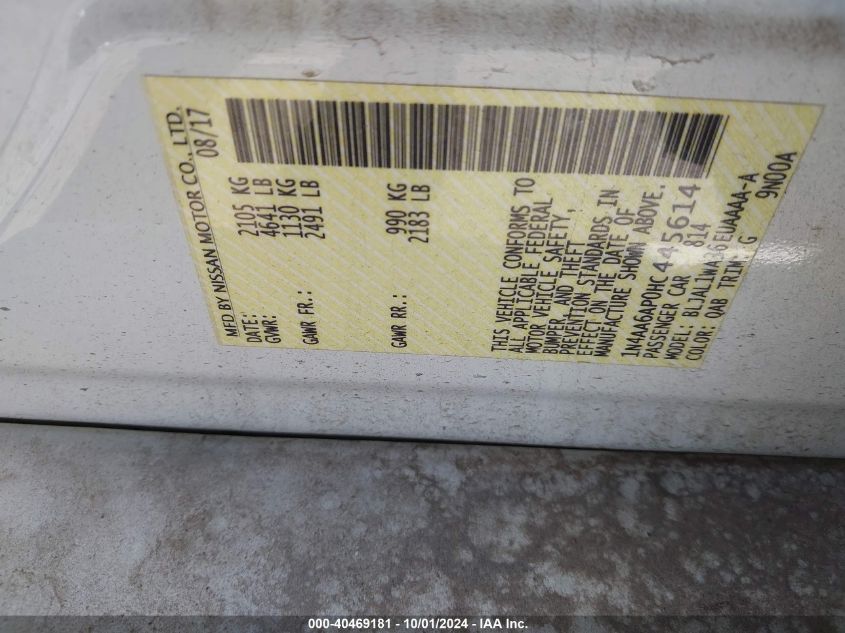 MFD BY NISSAN MOTOR CO., LTD.
DATE: 08/17
GVWR: 2105 KG
4641 LB
GAWR FR.: 1130 KG
2491 LB
GAWR RR.: 990 KG
2183 LB
THIS VEHICLE CONFORMS TO
ALL APPLICABLE FEDERAL
MOTOR VEHICLE SAFETY,
BUMPER, AND THEFT
PREVENTION STANDARDS IN
EFFECT ON THE DATE OF
MANUFACTURE SHOWN ABOVE.
1N4AA6AP0HC445614
PASSENGER CAR 814
MODEL: BLJALIWA26EUAAAA-A
COLOR: QAB TRIM: G 9N00A
000-40469181 - 10/01/2024 - IAA Inc.